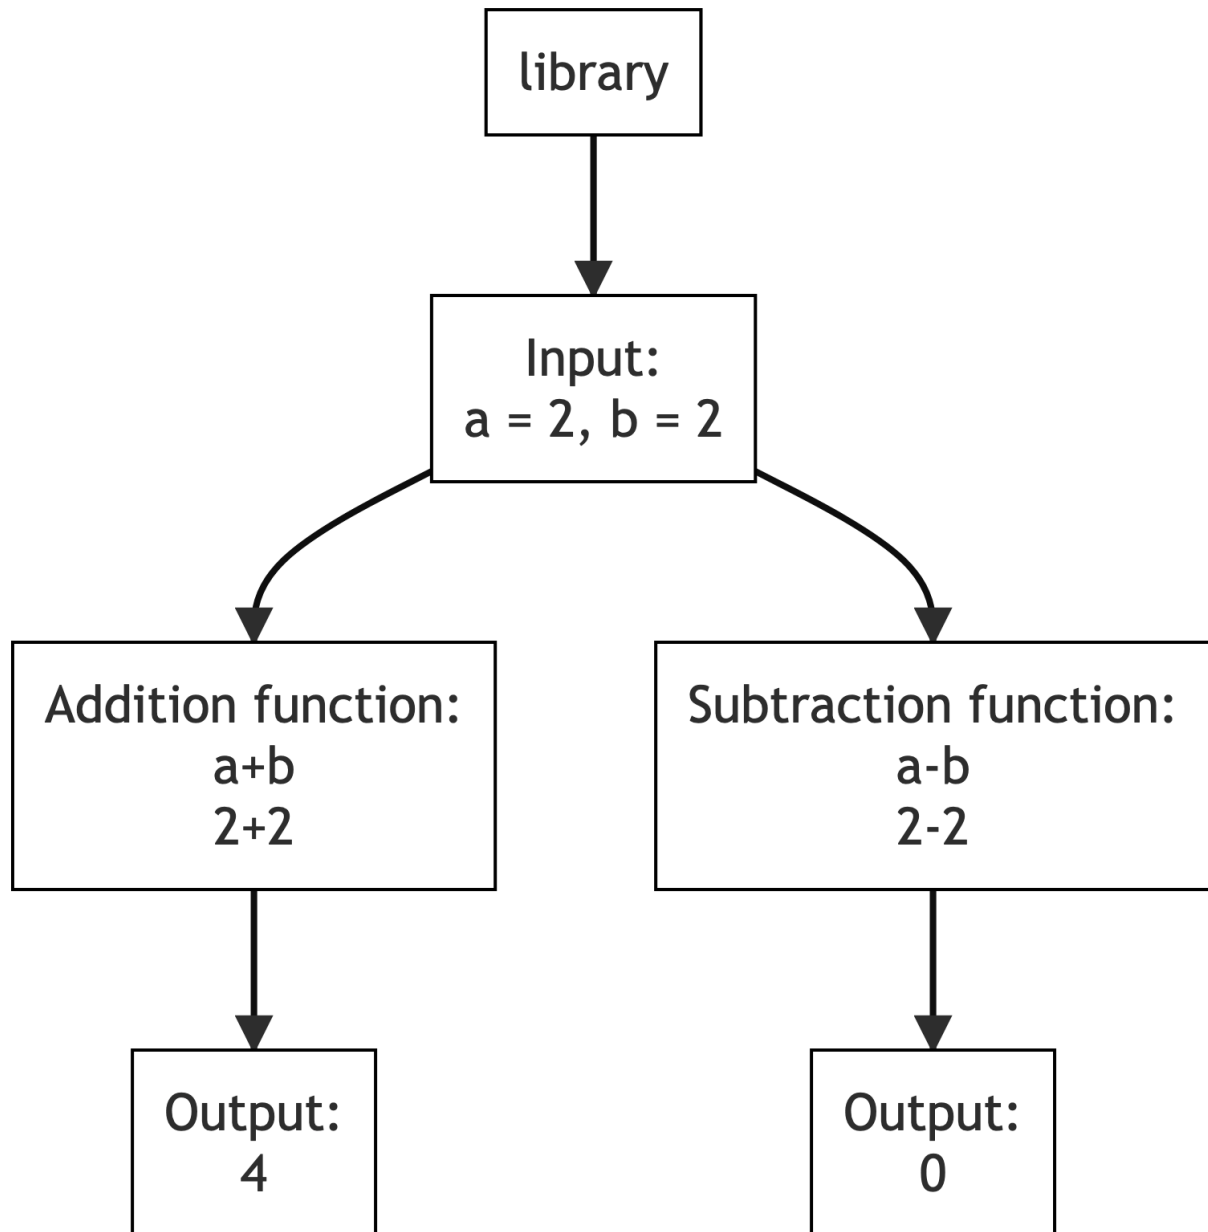 library
Input:
a = 2, b = 2
Addition function:
a+b
2+2
Subtraction function:
a-b
2-2
Output:
4
Output:
0